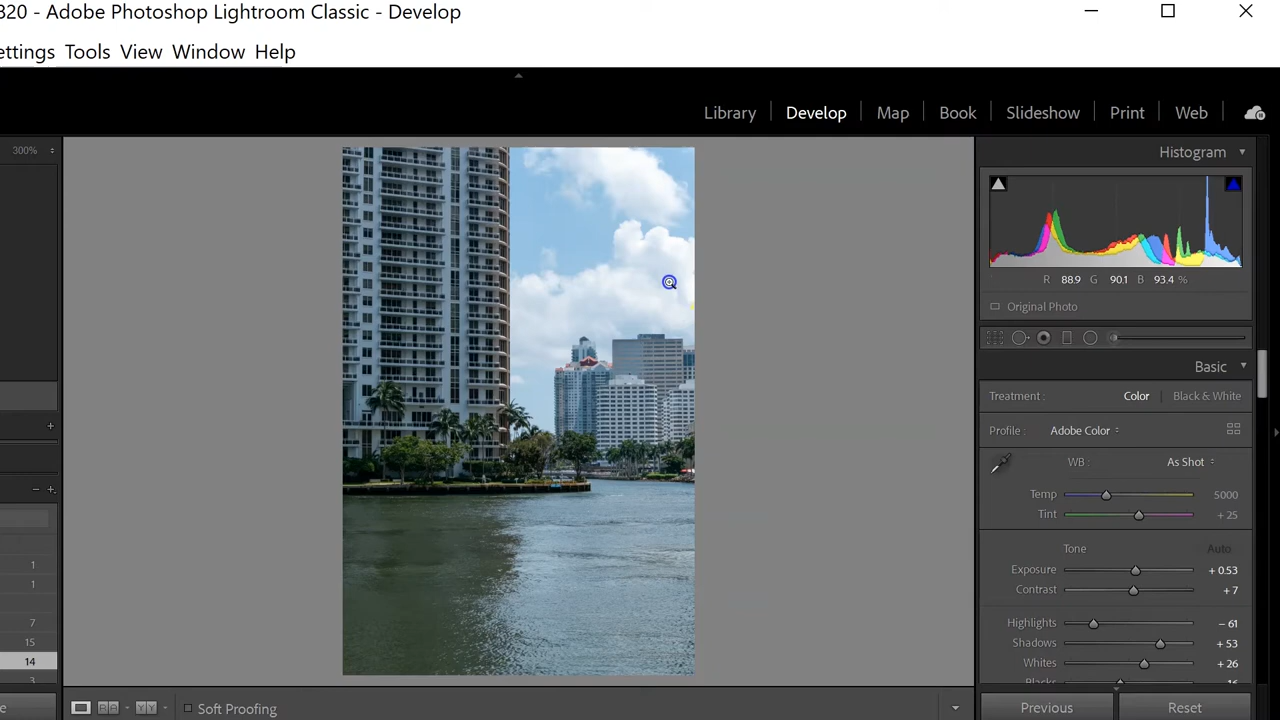 820 - Adobe Photoshop Lightroom Classic - Develop
ettings Tools View Window Help
Library Develop Map Book Slideshow Print Web
300%
Histogram
R 88.9 G 90.1 B 93.4 %
Original Photo
Basic
Treatment : Color Black & White
Profile : Adobe Color
WB : As Shot
Temp 5000
Tint + 25
Tone Auto
Exposure + 0.53
Contrast + 7
Highlights – 61
Shadows + 53
Whites + 26
1
1
7
15
14
Soft Proofing
Previous Reset